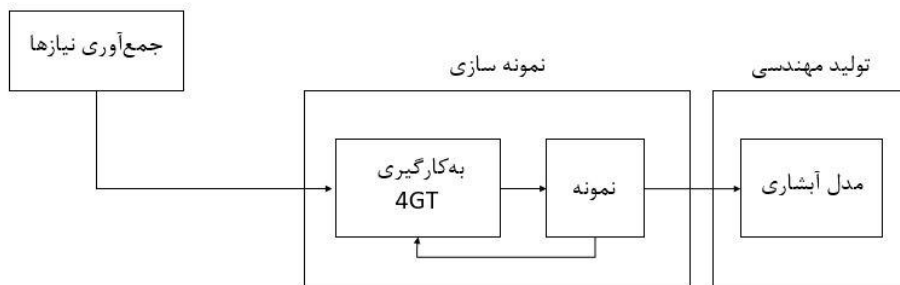 جمع‌آوری نیازها
نمونه سازی
تولید مهندسی
به‌کارگیری
4GT
نمونه
مدل آبشاری